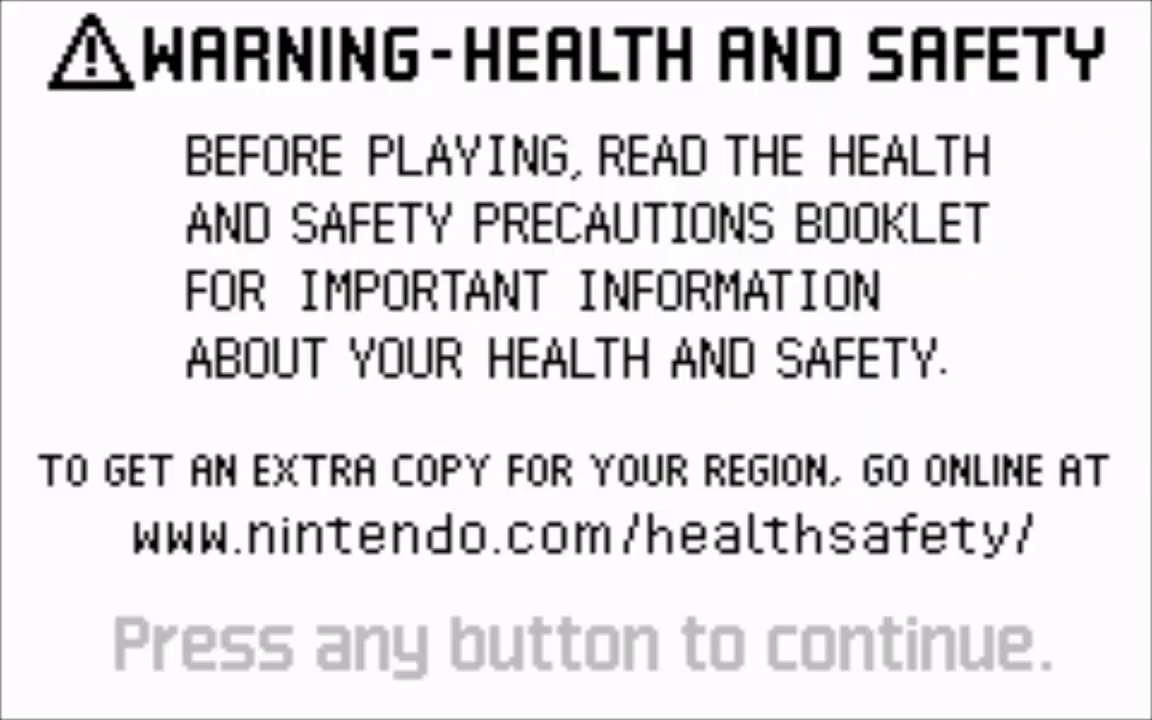 WARNING-HEALTH AND SAFETY
BEFORE PLAYING, READ THE HEALTH
AND SAFETY PRECAUTIONS BOOKLET
FOR IMPORTANT INFORMATION
ABOUT YOUR HEALTH AND SAFETY.
TO GET AN EXTRA COPY FOR YOUR REGION, GO ONLINE AT
www.nintendo.com/healthsafety/
Press any button to continue.